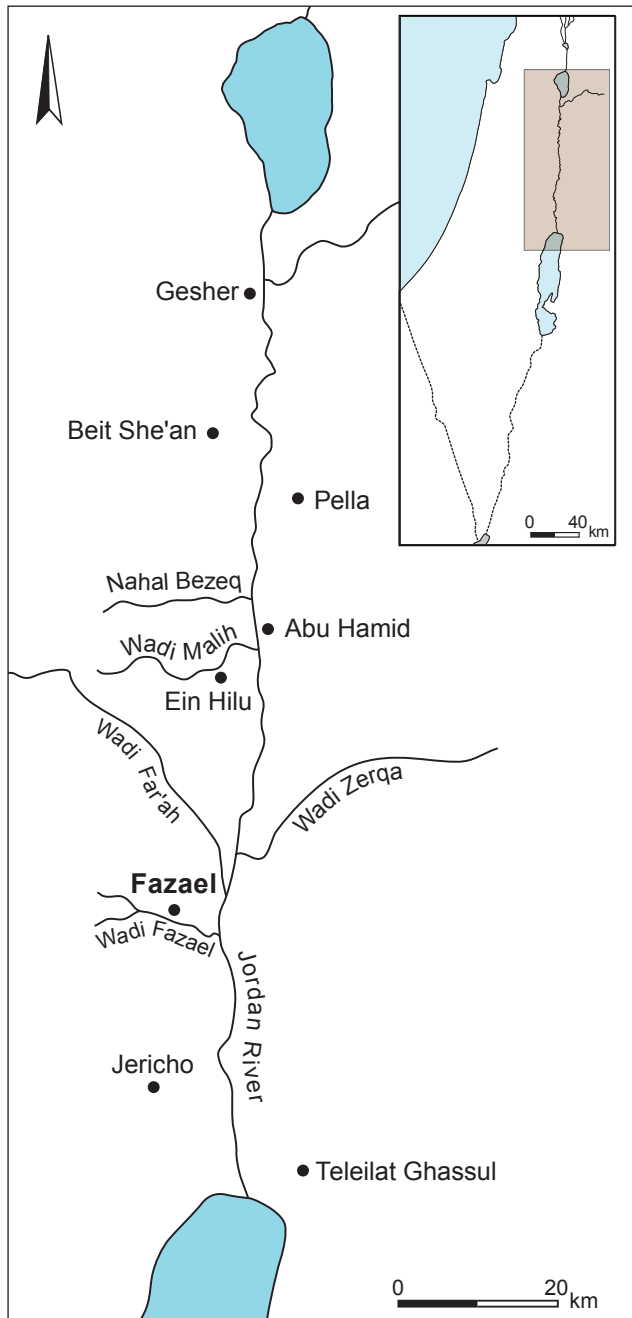 Gesher
Beit She'an
Pella
0 40 km
Nahal Bezeq
Abu Hamid
Wadi Malih
Ein Hilu
Wadi Far'ah
Wadi Zerqa
Fazael
Wadi Fazael
Jordan River
Jericho
Teleilat Ghassul
0 20 km